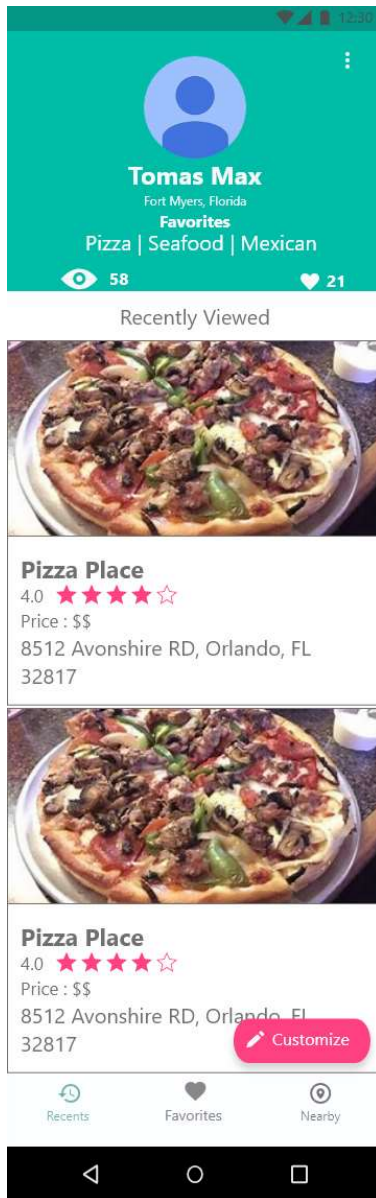 12:30
Tomas Max
Fort Myers, Florida
Favorites
Pizza | Seafood | Mexican
58
21
Recently Viewed
Pizza Place
4.0
Price : $$
8512 Avonshire RD, Orlando, FL
32817
Pizza Place
4.0
Price : $$
8512 Avonshire RD, Orlando, FL
32817
Customize
Recents
Favorites
Nearby